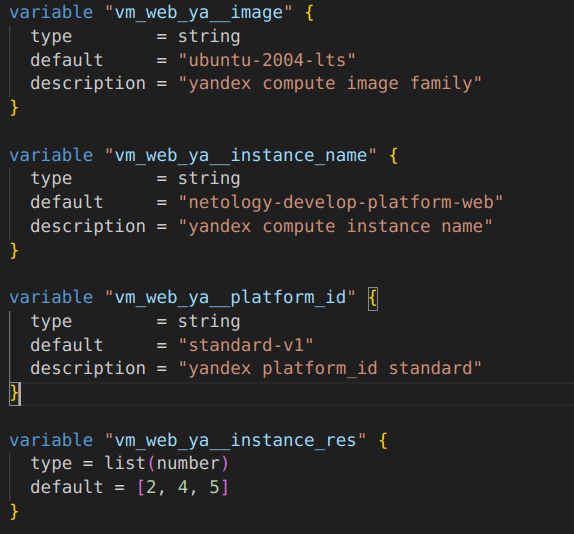 variable "vm_web_ya__image" {
  type        = string
  default     = "ubuntu-2004-lts"
  description = "yandex compute image family"
}

variable "vm_web_ya__instance_name" {
  type        = string
  default     = "netology-develop-platform-web"
  description = "yandex compute instance name"
}

variable "vm_web_ya__platform_id" {
  type        = string
  default     = "standard-v1"
  description = "yandex platform_id standard"
}

variable "vm_web_ya__instance_res" {
  type = list(number)
  default = [2, 4, 5]
}